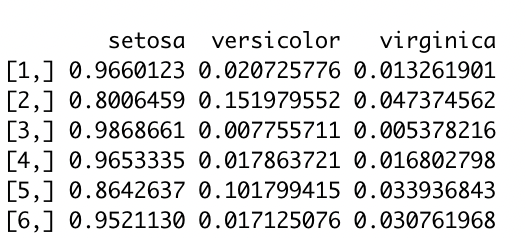 setosa versicolor virginica
[1,] 0.9660123 0.020725776 0.013261901
[2,] 0.8006459 0.151979552 0.047374562
[3,] 0.9868661 0.007755711 0.005378216
[4,] 0.9653335 0.017863721 0.016802798
[5,] 0.8642637 0.101799415 0.033936843
[6,] 0.9521130 0.017125076 0.030761968